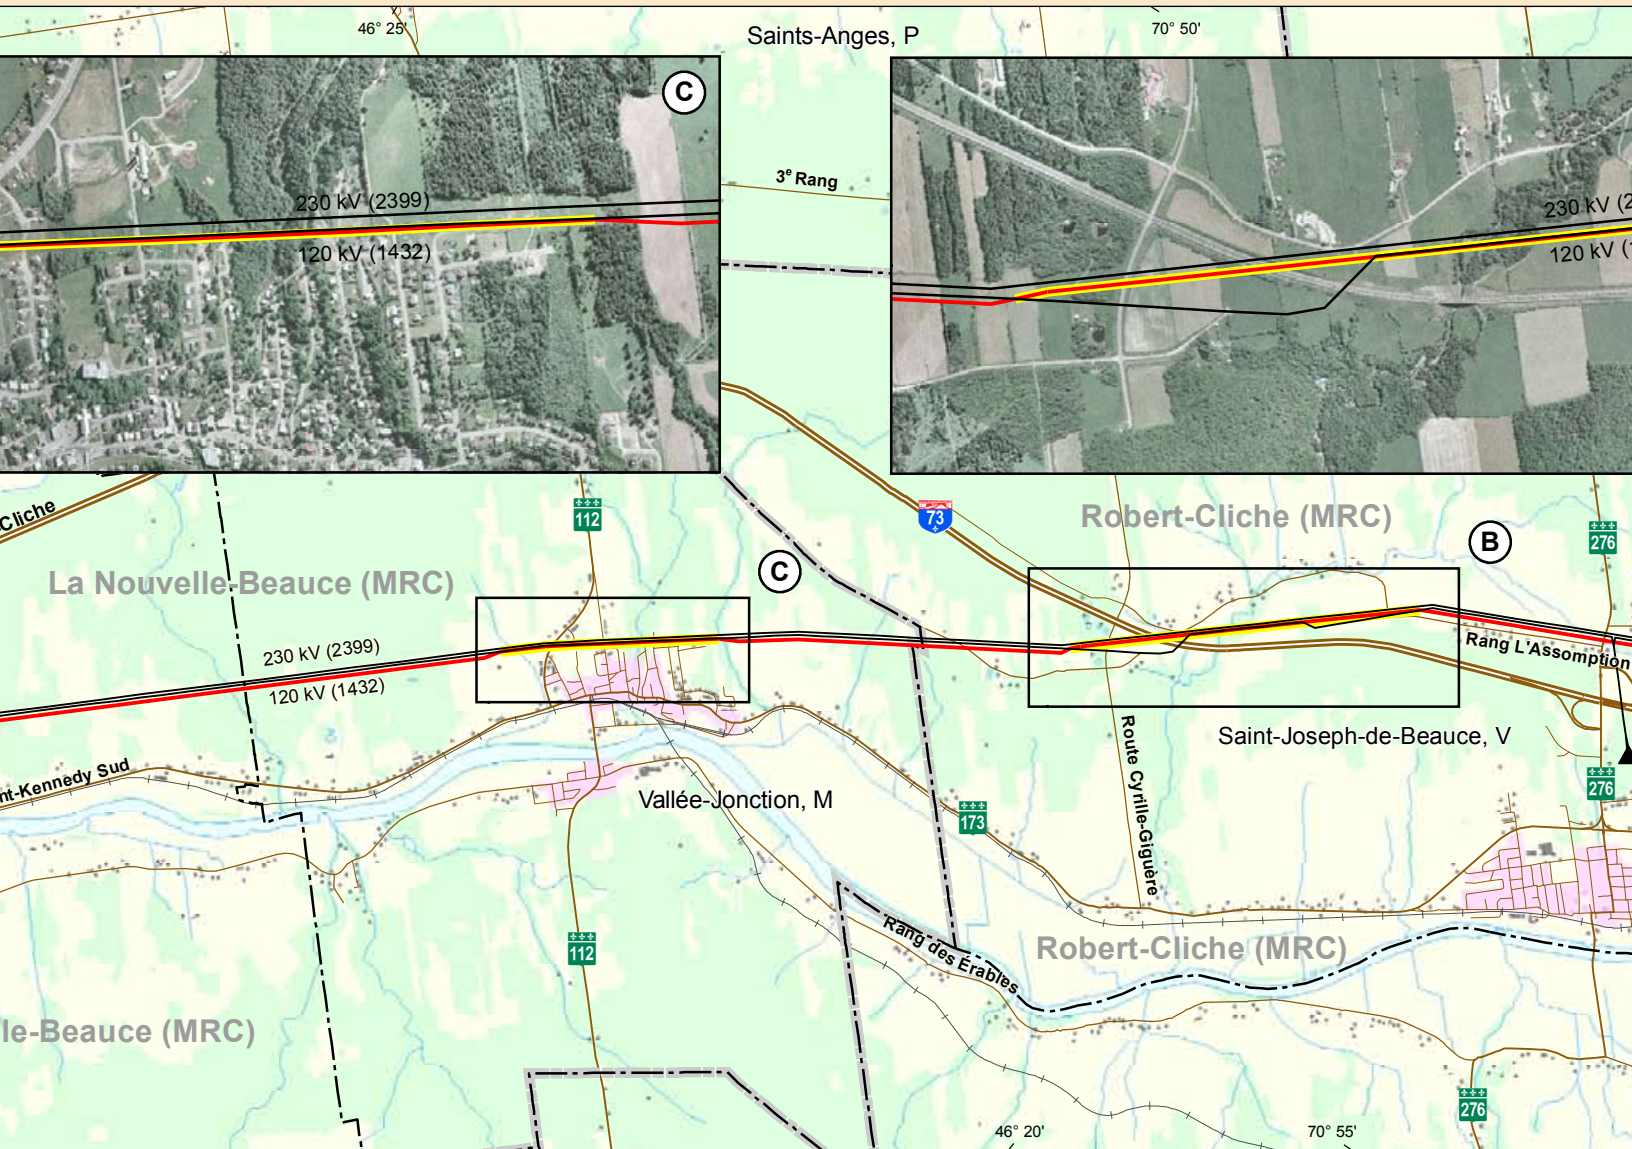 46° 25'
Saints-Anges, P
70° 50'
C
230 kV (2399)
120 kV (1432)
3e Rang
230 kV (2
120 kV (1
Cliche
112
73
Robert-Cliche (MRC)
B
276
C
La Nouvelle-Beauce (MRC)
230 kV (2399)
120 kV (1432)
Rang L'Assomption
Saint-Joseph-de-Beauce, V
Route Cyrille-Giguère
nt-Kennedy Sud
Vallée-Jonction, M
173
276
112
Rang des Érables
Robert-Cliche (MRC)
le-Beauce (MRC)
276
46° 20'
70° 55'